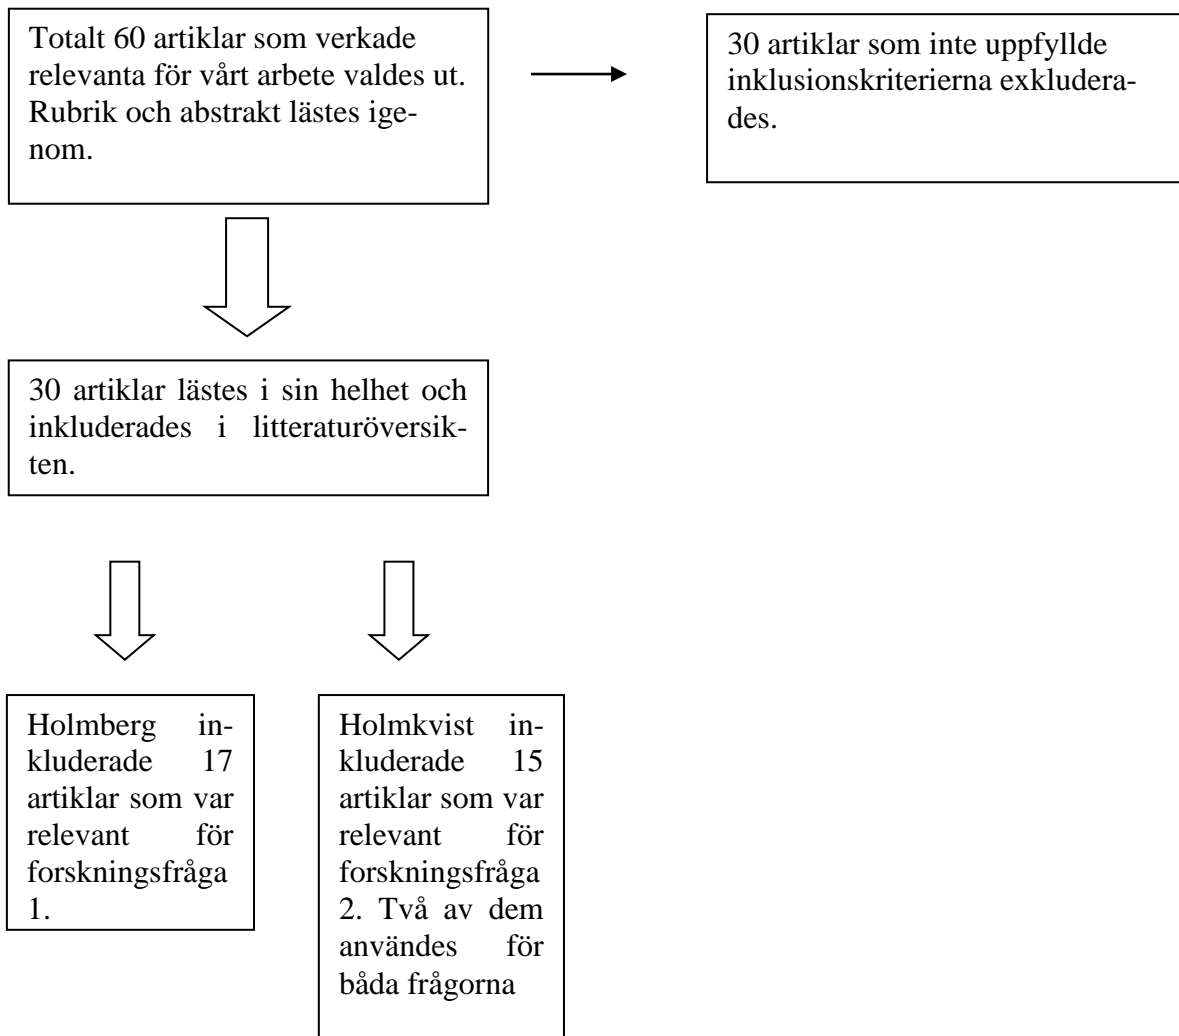 Totalt 60 artiklar som verkade
relevanta för vårt arbete valdes ut.
Rubrik och abstrakt lästes ige-
nom.
30 artiklar som inte uppfyllde
inklusionskriterierna exkludera-
des.
30 artiklar lästes i sin helhet och
inkluderades i litteraturöversik-
ten.
Holmberg in-
kluderade 17
artiklar som var
relevant för
forskningsfråga
1.
Holmkvist in-
kluderade 15
artiklar som var
relevant för
forskningsfråga
2. Två av dem
användes för
båda frågorna